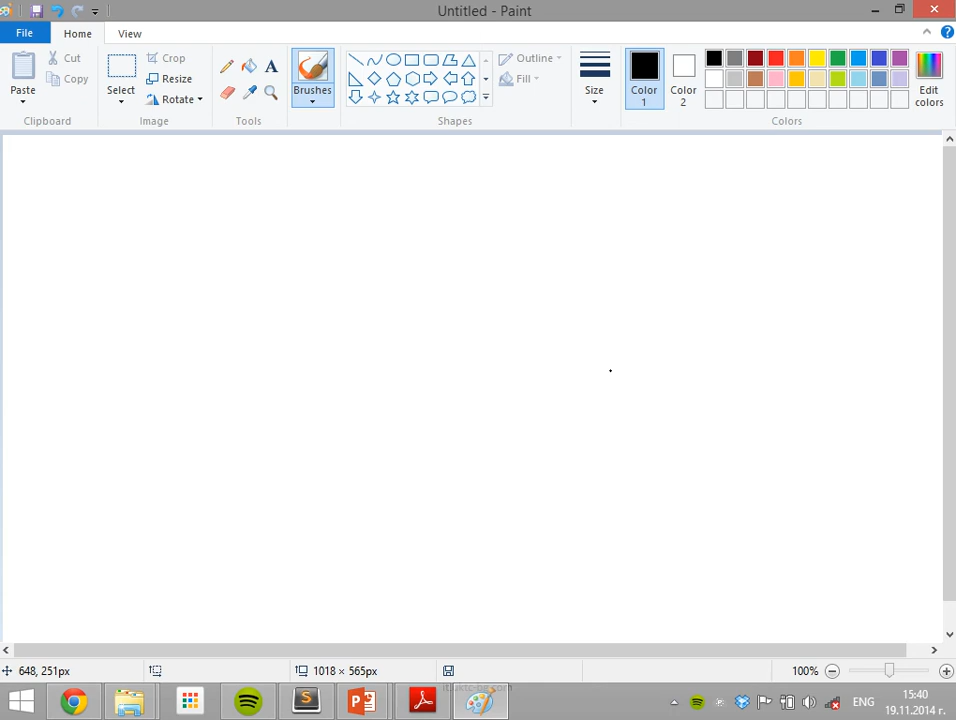 Untitled - Paint
File Home View
Paste
Cut
Copy
Clipboard
Select
Crop
Resize
Rotate
Image
A
Tools
Brushes
Outline
Fill
Shapes
Size
Color 1
Color 2
Edit colors
Colors
648, 251px
1018 × 565px
100%
ЕНГ
15:40
19.11.2014 г.